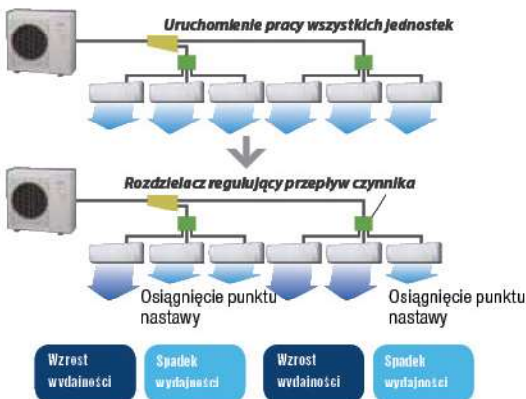 Uruchomienie pracy wszystkich jednostek
Rozdzielacz regulujący przepływ czynnika
Osiągnięcie punktu
nastawy
Osiągnięcie punktu
nastawy
Wzrost
wydajności
Spadek
wydajności
Wzrost
wydajności
Spadek
wydajności